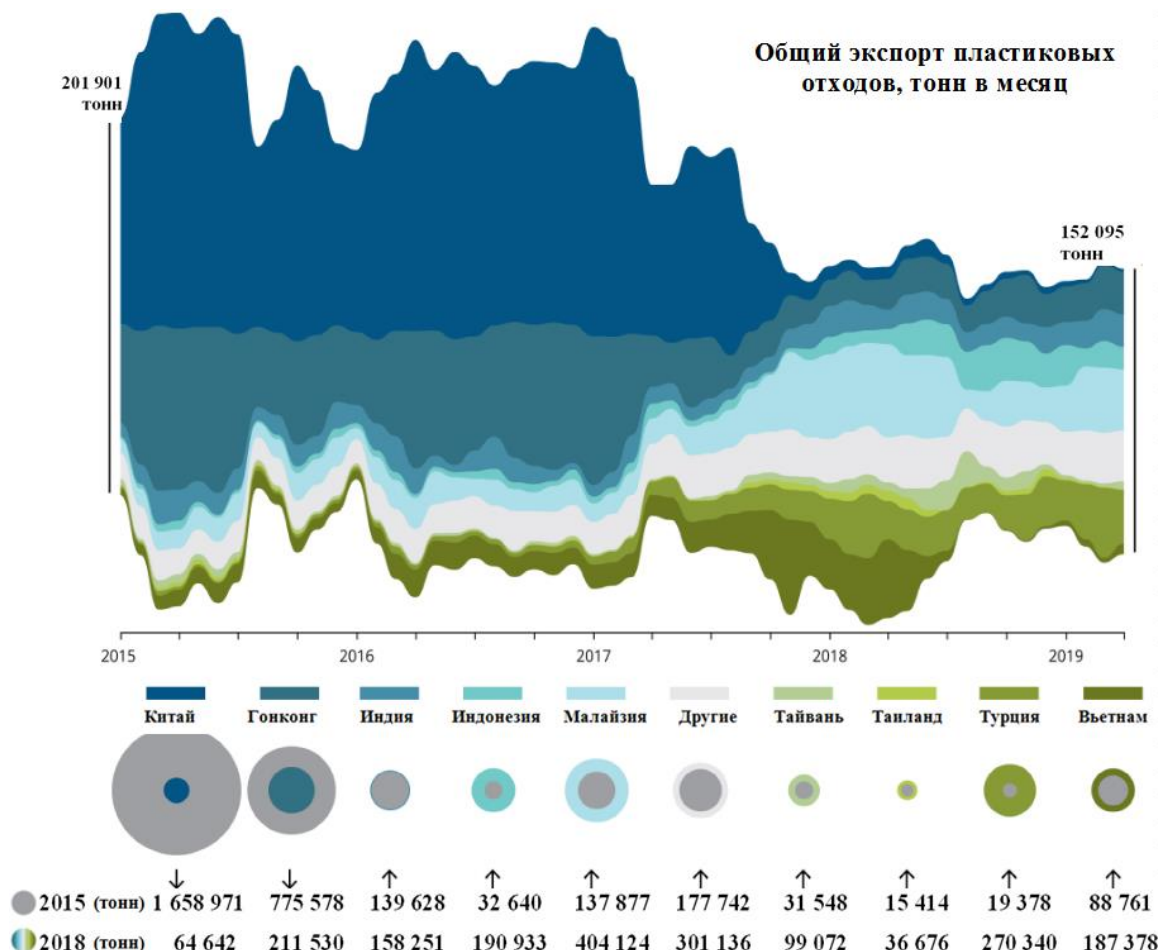 Общий экспорт пластиковых
отходов, тонн в месяц
201 901
тонн
152 095
тонн
2015 2016 2017 2018 2019
Китай Гонконг Индия Индонезия Малайзия Другие Тайвань Таиланд Турция Вьетнам
↓ ↓ ↑ ↑ ↑ ↑ ↑ ↑ ↑ ↑
2015 (тонн) 1 658 971 775 578 139 628 32 640 137 877 177 742 31 548 15 414 19 378 88 761
2018 (тонн) 64 642 211 530 158 251 190 933 404 124 301 136 99 072 36 676 270 340 187 378